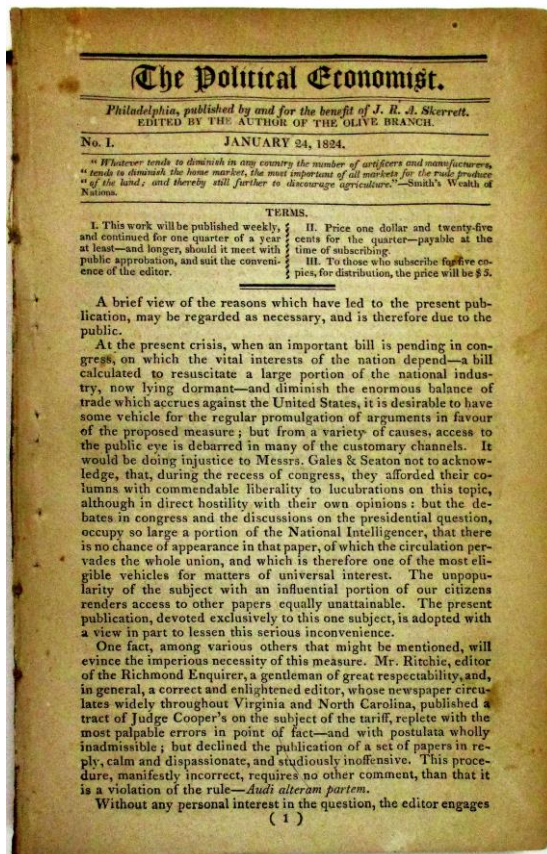 The Political Economist.
Philadelphia, published by and for the benefit of J. R. A. Skerrett.
EDITED BY THE AUTHOR OF THE OLIVE BRANCH.
No. I. JANUARY 24, 1824.
"Whatever tends to diminish in any country the number of artificers and manufacturers,
"tends to diminish the home market, the most important of all markets for the rude produce
"of the land; and thereby still further to discourage agriculture."—Smith's Wealth of
Nations.
TERMS.
I. This work will be published weekly,
and continued for one quarter of a year
at least—and longer, should it meet with
public approbation, and suit the conveni-
ence of the editor.
II. Price one dollar and twenty-five
cents for the quarter—payable at the
time of subscribing.
III. To those who subscribe for five co-
pies, for distribution, the price will be $ 5.
A brief view of the reasons which have led to the present pub-
lication, may be regarded as necessary, and is therefore due to the
public.
At the present crisis, when an important bill is pending in con-
gress, on which the vital interests of the nation depend—a bill
calculated to resuscitate a large portion of the national indus-
try, now lying dormant—and diminish the enormous balance of
trade which accrues against the United States, it is desirable to have
some vehicle for the regular promulgation of arguments in favour
of the proposed measure; but from a variety of causes, access to
the public eye is debarred in many of the customary channels. It
would be doing injustice to Messrs. Gales & Seaton not to acknow-
ledge, that, during the recess of congress, they afforded their co-
lumns with commendable liberality to lucubrations on this topic,
although in direct hostility with their own opinions: but the de-
bates in congress and the discussions on the presidential question,
occupy so large a portion of the National Intelligencer, that there
is no chance of appearance in that paper, of which the circulation per-
vades the whole union, and which is therefore one of the most eli-
gible vehicles for matters of universal interest. The unpopu-
larity of the subject with an influential portion of our citizens
renders access to other papers equally unattainable. The present
publication, devoted exclusively to this one subject, is adopted with
a view in part to lessen this serious inconvenience.
One fact, among various others that might be mentioned, will
evince the imperious necessity of this measure. Mr. Ritchie, editor
of the Richmond Enquirer, a gentleman of great respectability, and,
in general, a correct and enlightened editor, whose newspaper circu-
lates widely throughout Virginia and North Carolina, published a
tract of Judge Cooper's on the subject of the tariff, replete with the
most palpable errors in point of fact—and with postulata wholly
inadmissible; but declined the publication of a set of papers in re-
ply, calm and dispassionate, and studiously inoffensive. This proce-
dure, manifestly incorrect, requires no other comment, than that it
is a violation of the rule—Audi alteram partem.
Without any personal interest in the question, the editor engages
( 1 )